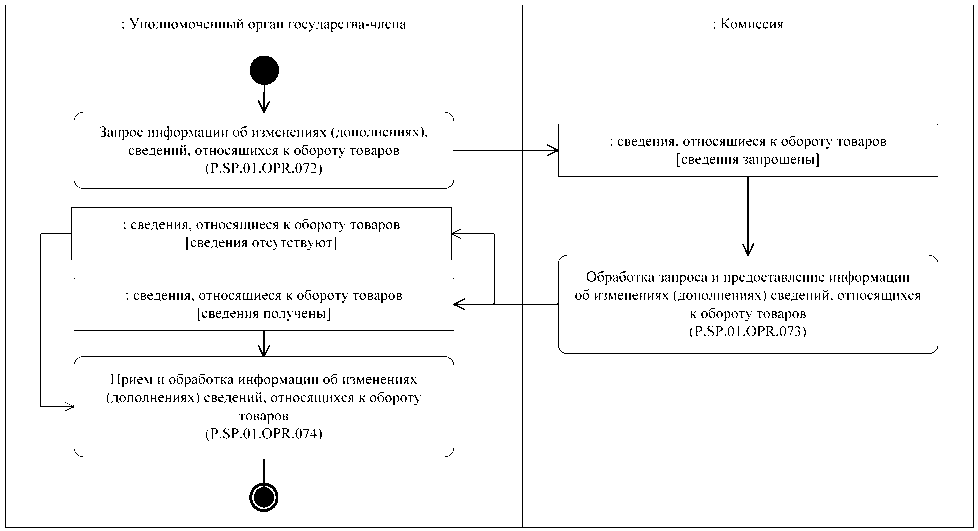 : Уполномоченный орган государства-члена
: Комиссия
Запрос информации об изменениях (дополнениях),
сведений, относящихся к обороту товаров
(P.SP.01.OPR.072)
: сведения, относящиеся к обороту товаров
[сведения запрошены]
: сведения, относящиеся к обороту товаров
[сведения отсутствуют]
: сведения, относящиеся к обороту товаров
[сведения получены]
Обработка запроса и предоставление информации
об изменениях (дополнениях) сведений, относящихся
к обороту товаров
(P.SP.01.OPR.073)
Прием и обработка информации об изменениях
(дополнениях) сведений, относящихся к обороту
товаров
(P.SP.01.OPR.074)